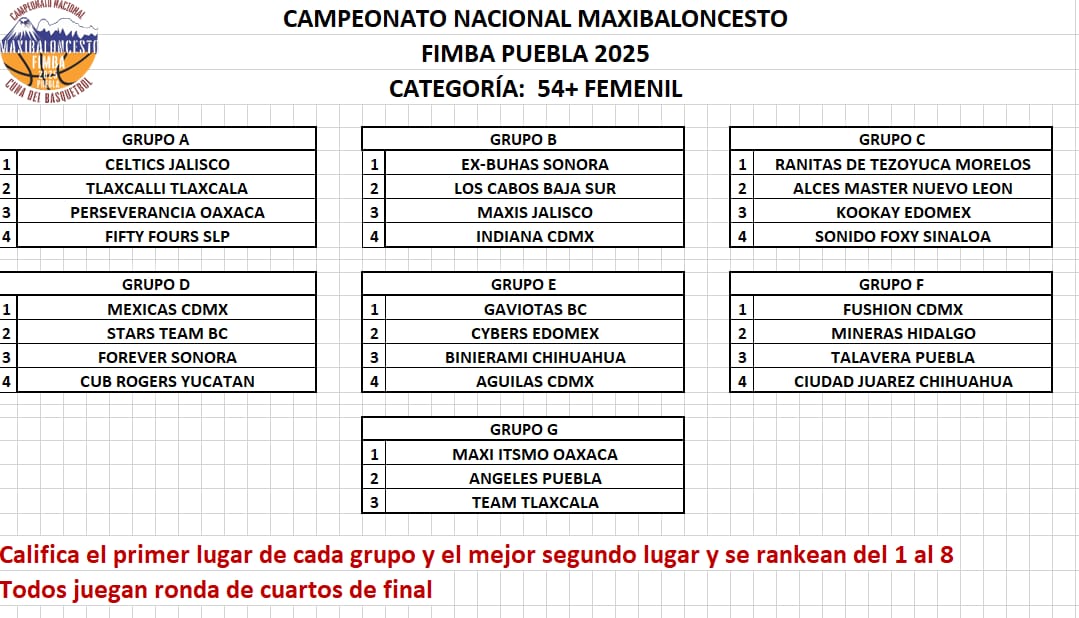 CAMPEONATO NACIONAL
MAXIBALONCESTO
FIMBA
2025
PUEBLA
CUNA DEL BASQUETBOL
CAMPEONATO NACIONAL MAXIBALONCESTO
FIMBA PUEBLA 2025
CATEGORÍA: 54+ FEMENIL
GRUPO A
1 CELTICS JALISCO
2 TLAXCALLI TLAXCALA
3 PERSEVERANCIA OAXACA
4 FIFTY FOURS SLP
GRUPO B
1 EX-BUHAS SONORA
2 LOS CABOS BAJA SUR
3 MAXIS JALISCO
4 INDIANA CDMX
GRUPO C
1 RANITAS DE TEZOYUCA MORELOS
2 ALCES MASTER NUEVO LEON
3 KOOKAY EDOMEX
4 SONIDO FOXY SINALOA
GRUPO D
1 MEXICAS CDMX
2 STARS TEAM BC
3 FOREVER SONORA
4 CUB ROGERS YUCATAN
GRUPO E
1 GAVIOTAS BC
2 CYBERS EDOMEX
3 BINIERAMI CHIHUAHUA
4 AGUILAS CDMX
GRUPO F
1 FUSHION CDMX
2 MINERAS HIDALGO
3 TALAVERA PUEBLA
4 CIUDAD JUAREZ CHIHUAHUA
GRUPO G
1 MAXI ITSMO OAXACA
2 ANGELES PUEBLA
3 TEAM TLAXCALA
Califica el primer lugar de cada grupo y el mejor segundo lugar y se rankean del 1 al 8
Todos juegan ronda de cuartos de final